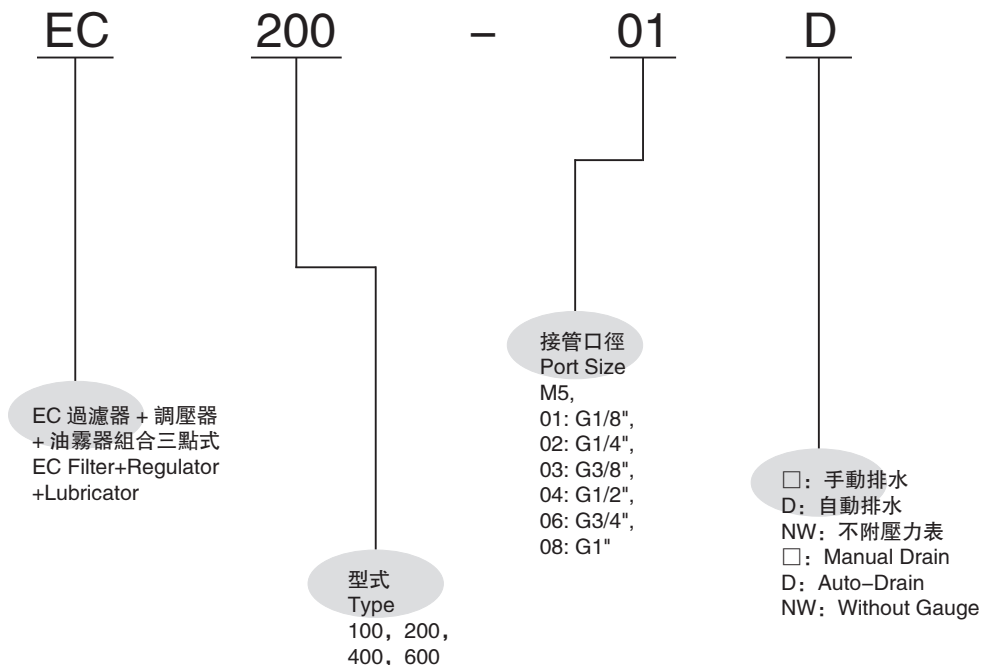 EC 200 – 01 D
接管口徑
Port Size
M5,
01: G1/8",
02: G1/4",
03: G3/8",
04: G1/2",
06: G3/4",
08: G1"
EC 過濾器 + 調壓器
+ 油霧器組合三點式
EC Filter+Regulator
+Lubricator
□：手動排水
D：自動排水
NW：不附壓力表
□：Manual Drain
D：Auto–Drain
NW：Without Gauge
型式
Type
100，200，
400，600